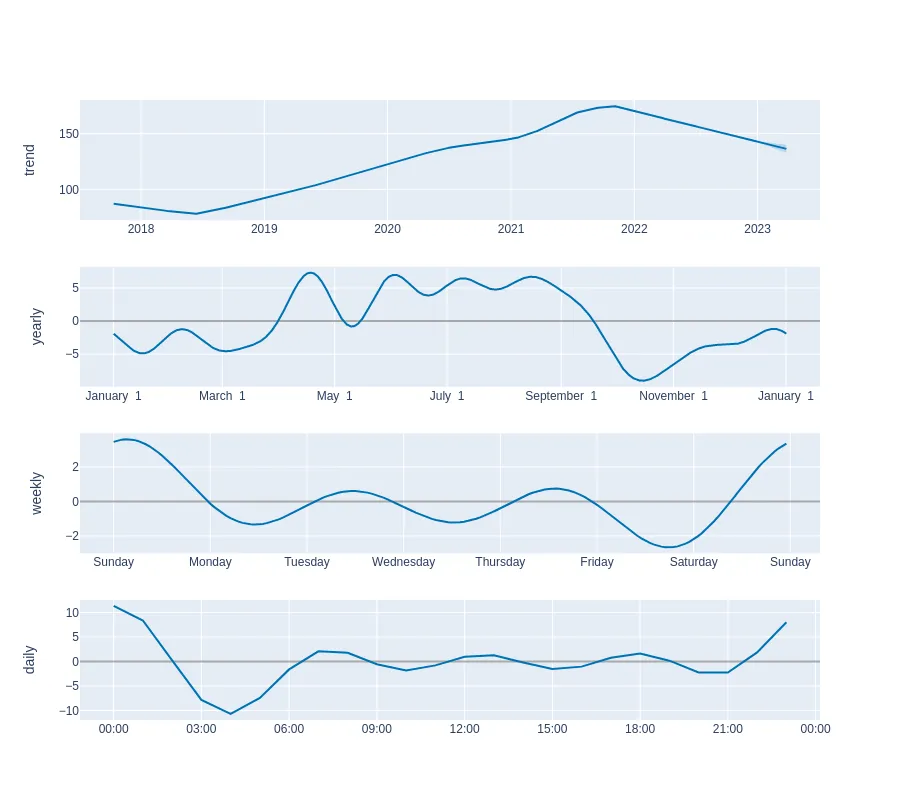 trend
150
100
2018 2019 2020 2021 2022 2023
yearly
5
0
−5
January 1 March 1 May 1 July 1 September 1 November 1 January 1
weekly
2
0
−2
Sunday Monday Tuesday Wednesday Thursday Friday Saturday Sunday
daily
10
5
0
−5
−10
00:00 03:00 06:00 09:00 12:00 15:00 18:00 21:00 00:00